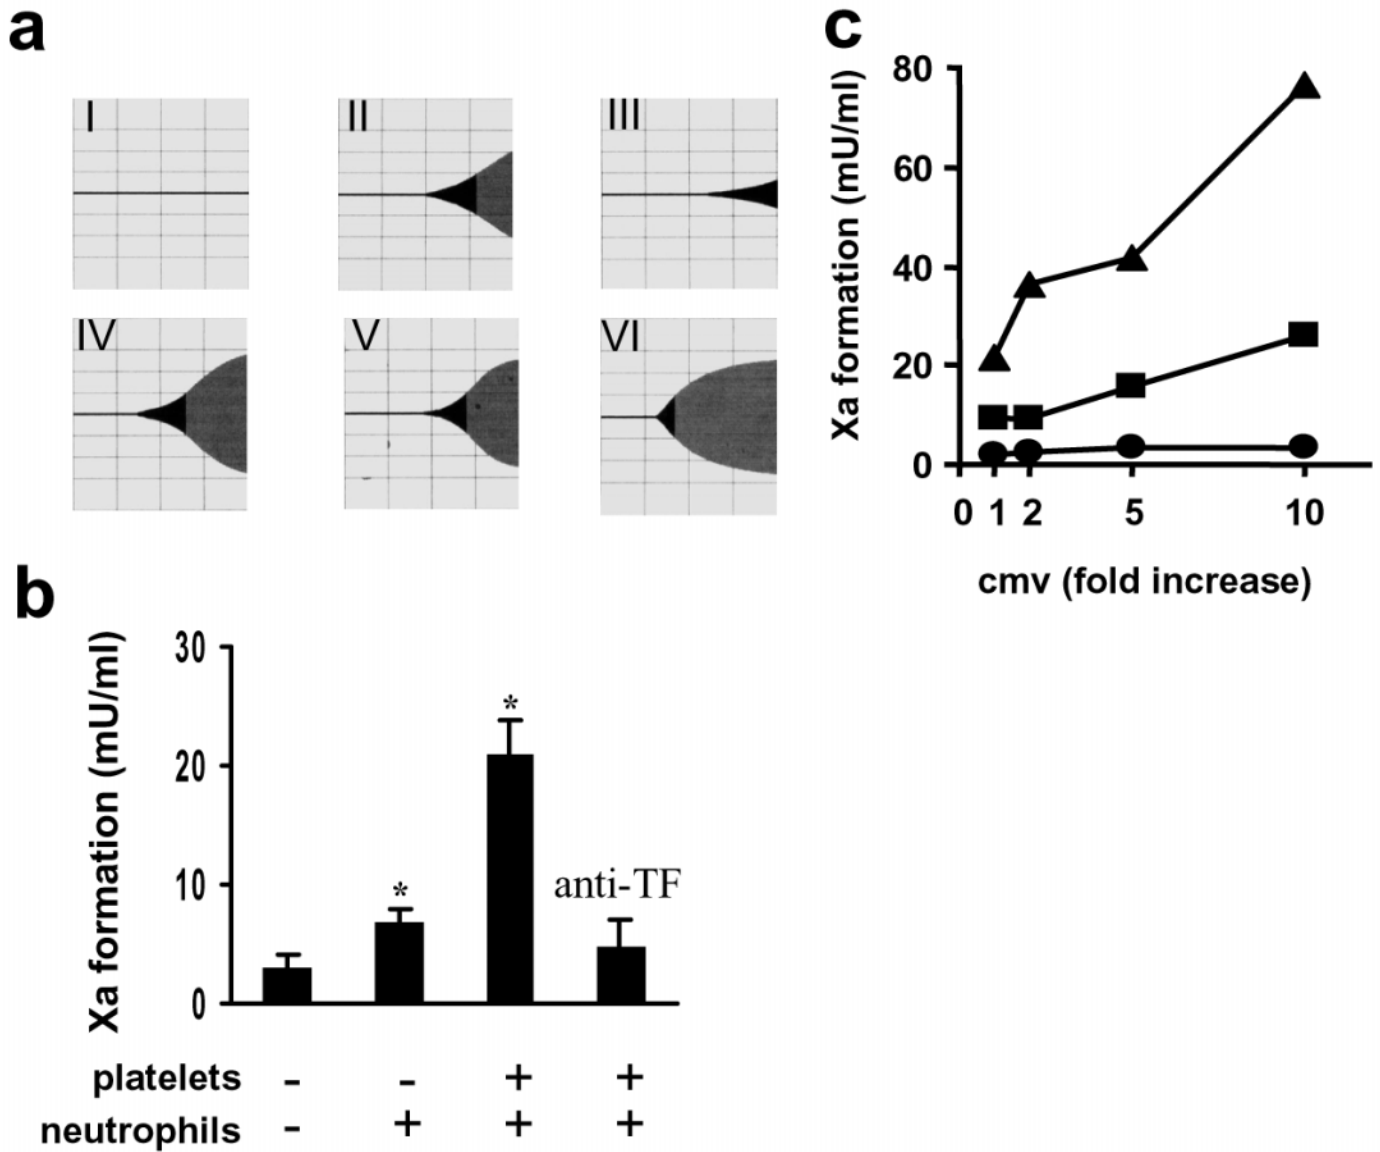 a
I II III
IV V VI
c
Xa formation (mU/ml)
80
60
40
20
0
0 1 2 5 10
cmv (fold increase)
b
Xa formation (mU/ml)
30
20
10
0
* * anti-TF
platelets - - + +
neutrophils - + + +